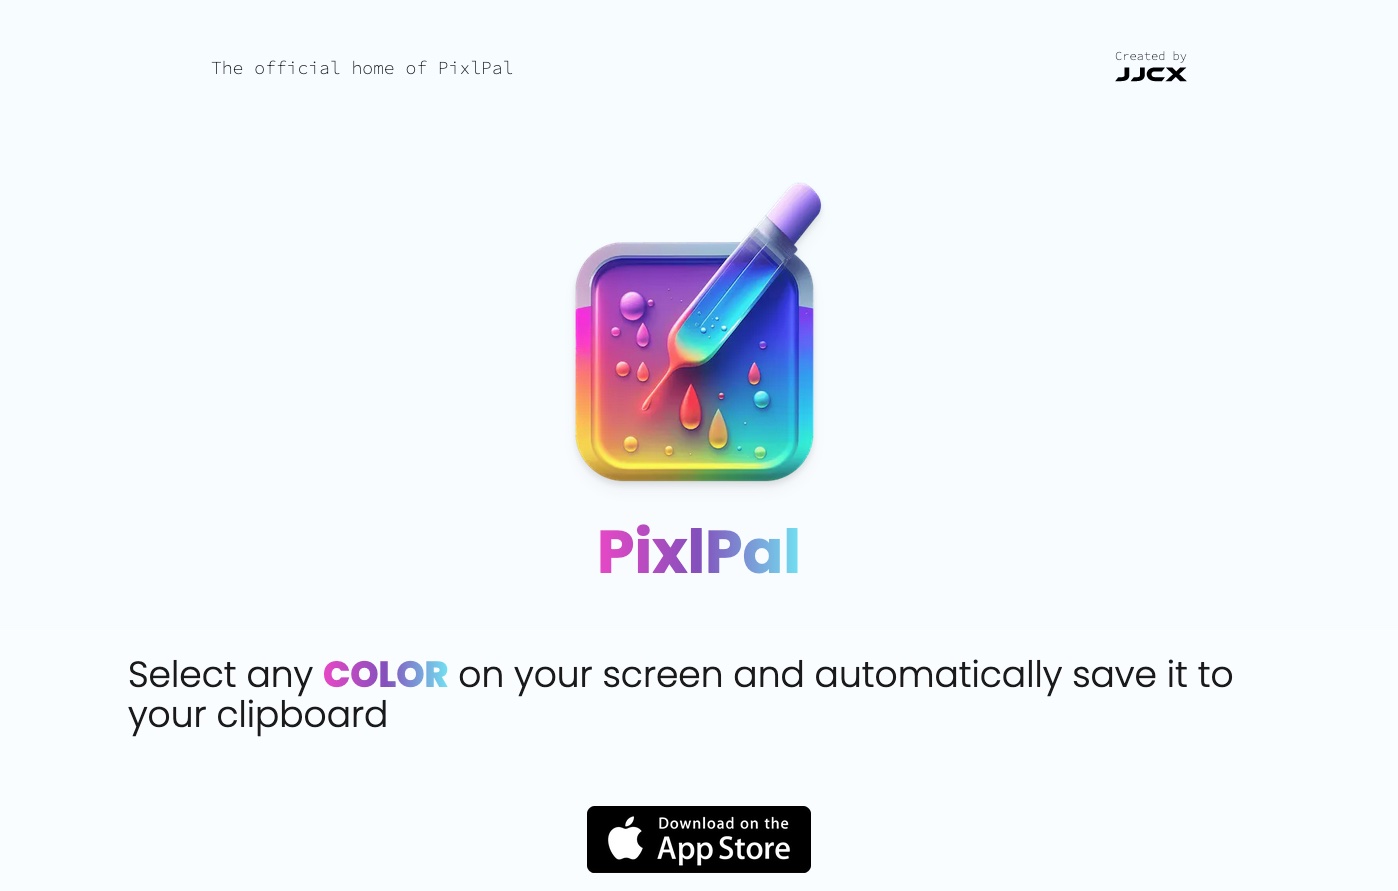 The official home of PixlPal
Created by
JJCX
PixlPal
Select any COLOR on your screen and automatically save it to
your clipboard
Download on the
App Store